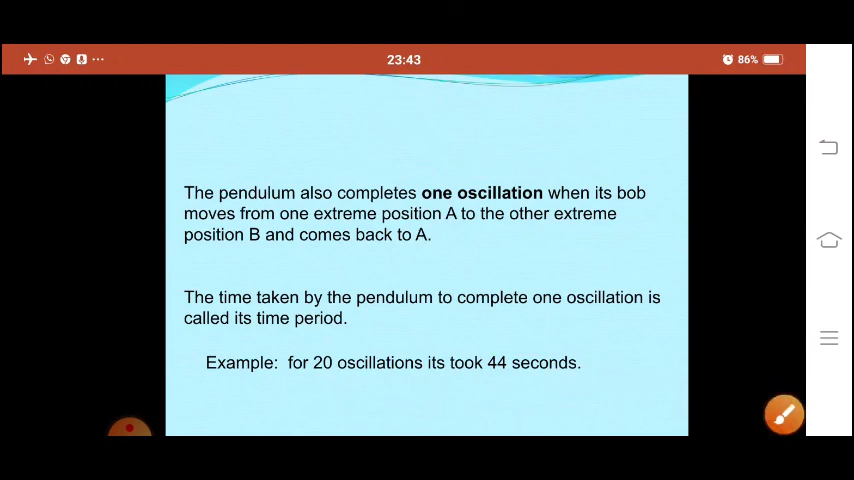 23:43
86%
The pendulum also completes one oscillation when its bob
moves from one extreme position A to the other extreme
position B and comes back to A.
The time taken by the pendulum to complete one oscillation is
called its time period.
Example: for 20 oscillations its took 44 seconds.